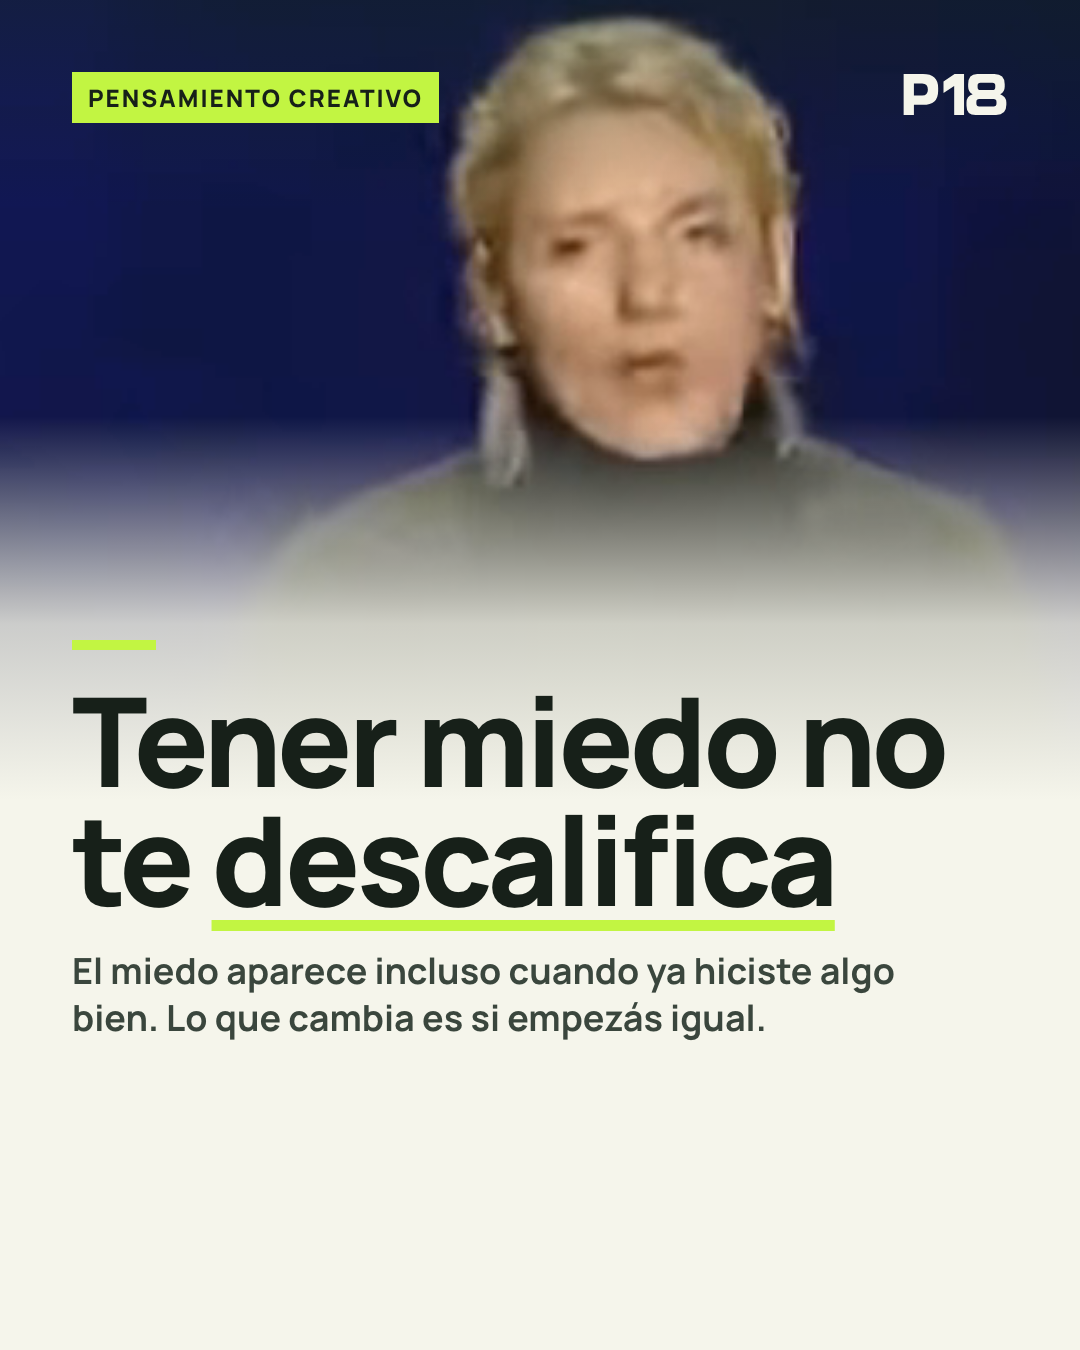 PENSAMIENTO CREATIVO
P18
Tener miedo no
te descalifica
El miedo aparece incluso cuando ya hiciste algo
bien. Lo que cambia es si empezás igual.